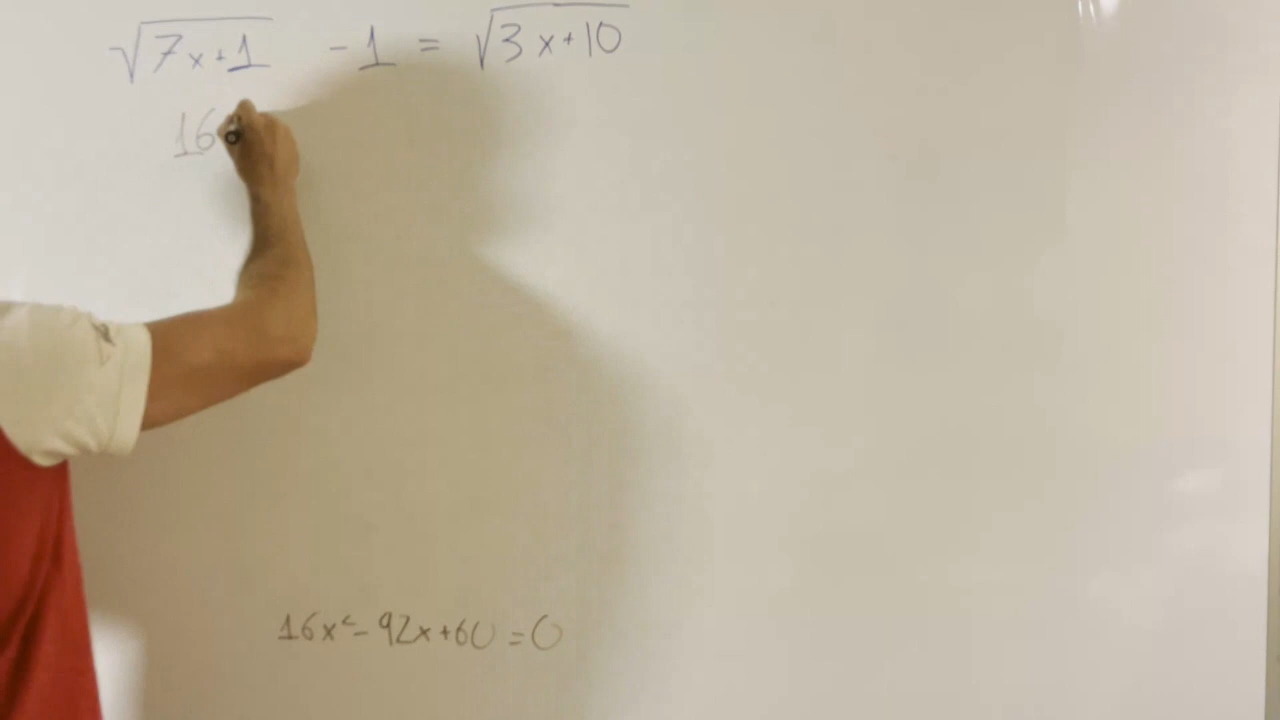 √7x+1 - 1 = √3x+10
16
16x² - 92x + 60 = 0